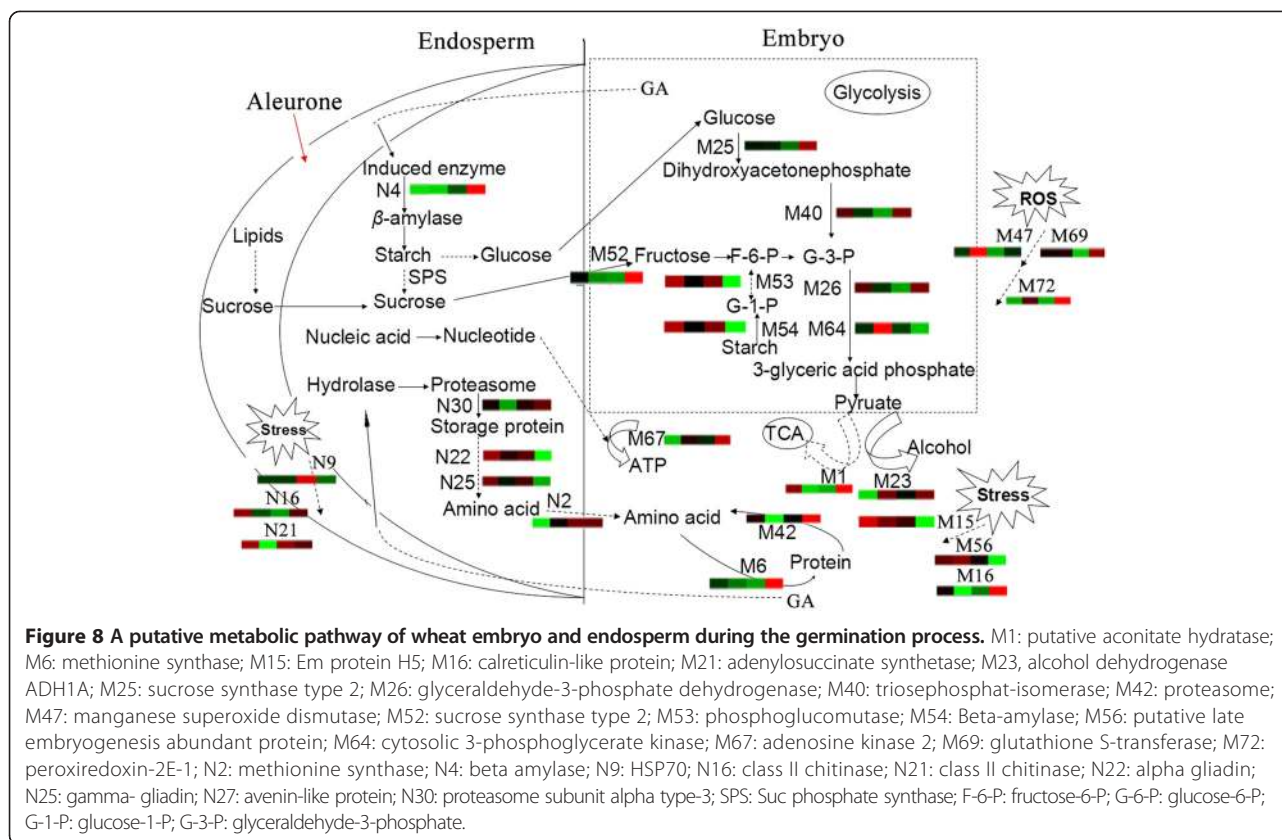 Endosperm
Embryo
Aleurone
GA
Glycolysis
Glucose
M25
Dihydroxyacetonephosphate
Induced enzyme
N4
β-amylase
M40
ROS
M47
M69
M72
Lipids
Starch
Glucose
SPS
Sucrose
Sucrose
M52
Fructose
F-6-P
G-3-P
M53
G-1-P
M26
M54
Starch
M64
Nucleic acid
Nucleotide
3-glyceric acid phosphate
Hydrolase
Proteasome
N30
Storage protein
N22
N25
Amino acid
N2
Pyruate
TCA
Alcohol
M67
ATP
M1
M23
Stress
M15
M56
M16
Stress
N9
N16
N21
Amino acid
M42
Protein
M6
GA
Figure 8 A putative metabolic pathway of wheat embryo and endosperm during the germination process. M1: putative aconitate hydratase;
M6: methionine synthase; M15: Em protein H5; M16: calreticulin-like protein; M21: adenylosuccinate synthetase; M23, alcohol dehydrogenase
ADH1A; M25: sucrose synthase type 2; M26: glyceraldehyde-3-phosphate dehydrogenase; M40: triosephosphat-isomerase; M42: proteasome;
M47: manganese superoxide dismutase; M52: sucrose synthase type 2; M53: phosphoglucomutase; M54: Beta-amylase; M56: putative late
embryogenesis abundant protein; M64: cytosolic 3-phosphoglycerate kinase; M67: adenosine kinase 2; M69: glutathione S-transferase; M72:
peroxiredoxin-2E-1; N2: methionine synthase; N4: beta amylase; N9: HSP70; N16: class II chitinase; N21: class II chitinase; N22: alpha gliadin;
N25: gamma- gliadin; N27: avenin-like protein; N30: proteasome subunit alpha type-3; SPS: Suc phosphate synthase; F-6-P: fructose-6-P; G-6-P: glucose-6-P;
G-1-P: glucose-1-P; G-3-P: glyceraldehyde-3-phosphate.